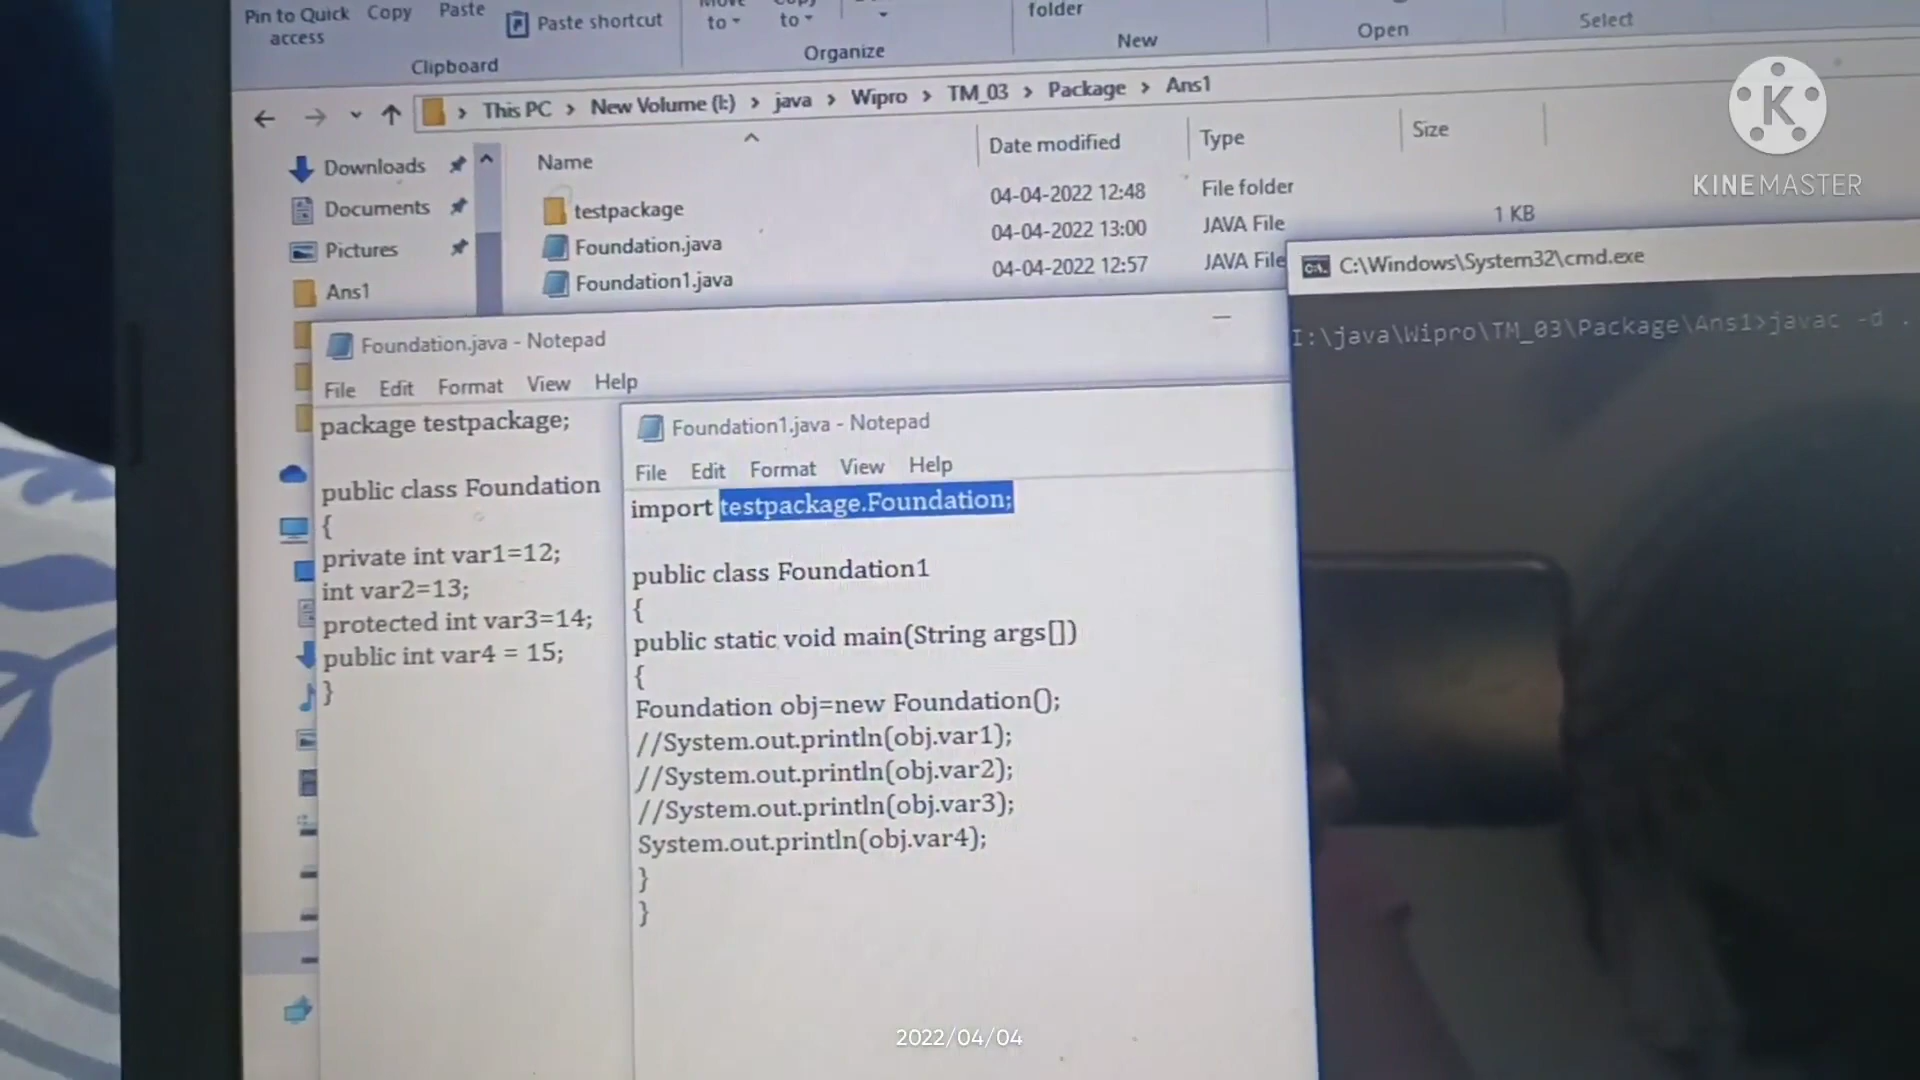 Pin to Quick access
Copy
Paste
Paste shortcut
Clipboard
to
to
Organize
folder
New
Open
Select
This PC > New Volume (I:) > java > Wipro > TM_03 > Package > Ans1
Name
Date modified
Type
Size
Downloads
Documents
Pictures
Ans1
testpackage 04-04-2022 12:48 File folder
Foundation.java 04-04-2022 13:00 JAVA File 1 KB
Foundation1.java 04-04-2022 12:57 JAVA File
KINEMASTER
C:\Windows\System32\cmd.exe
I:\java\Wipro\TM_03\Package\Ans1>javac -d .
Foundation.java - Notepad
File Edit Format View Help
package testpackage;
public class Foundation
{
private int var1=12;
int var2=13;
protected int var3=14;
public int var4 = 15;
}
Foundation1.java - Notepad
File Edit Format View Help
import testpackage.Foundation;
public class Foundation1
{
public static void main(String args[])
{
Foundation obj=new Foundation();
//System.out.println(obj.var1);
//System.out.println(obj.var2);
//System.out.println(obj.var3);
System.out.println(obj.var4);
}
}
2022/04/04